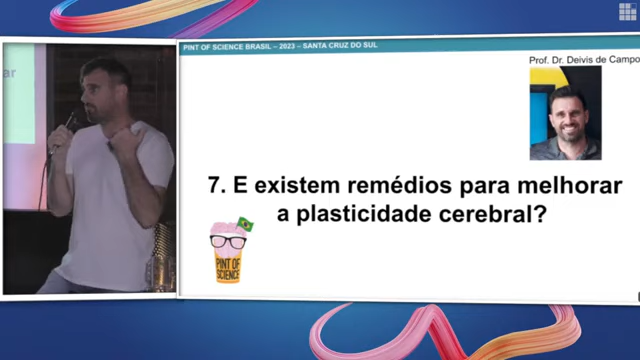 ar
PINT OF SCIENCE BRASIL – 2023 – SANTA CRUZ DO SUL
Prof. Dr. Deivis de Campo
7. E existem remédios para melhorar
a plasticidade cerebral?
PINT OF
SCIENCE